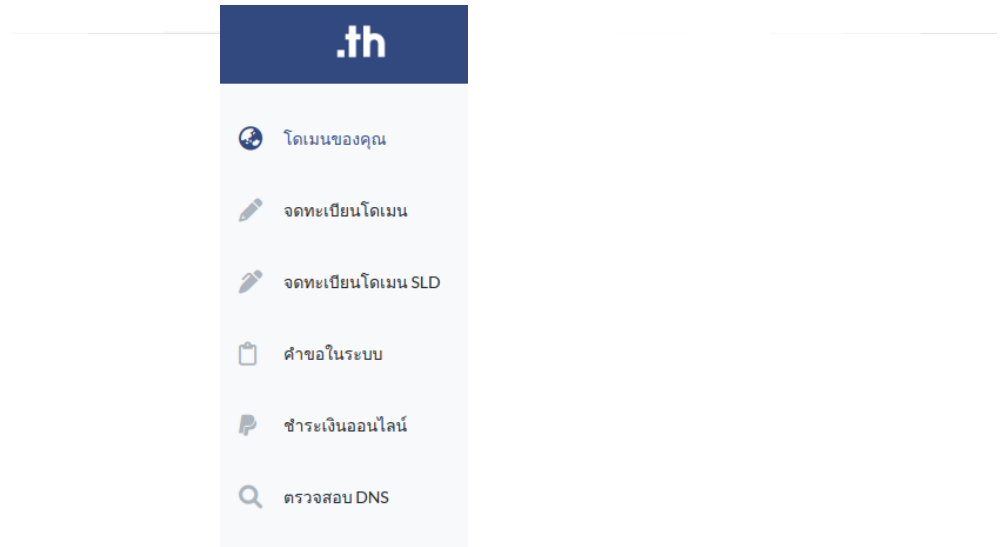 .th
โดเมนของคุณ
จดทะเบียนโดเมน
จดทะเบียนโดเมน SLD
คำขอในระบบ
ชำระเงินออนไลน์
ตรวจสอบ DNS